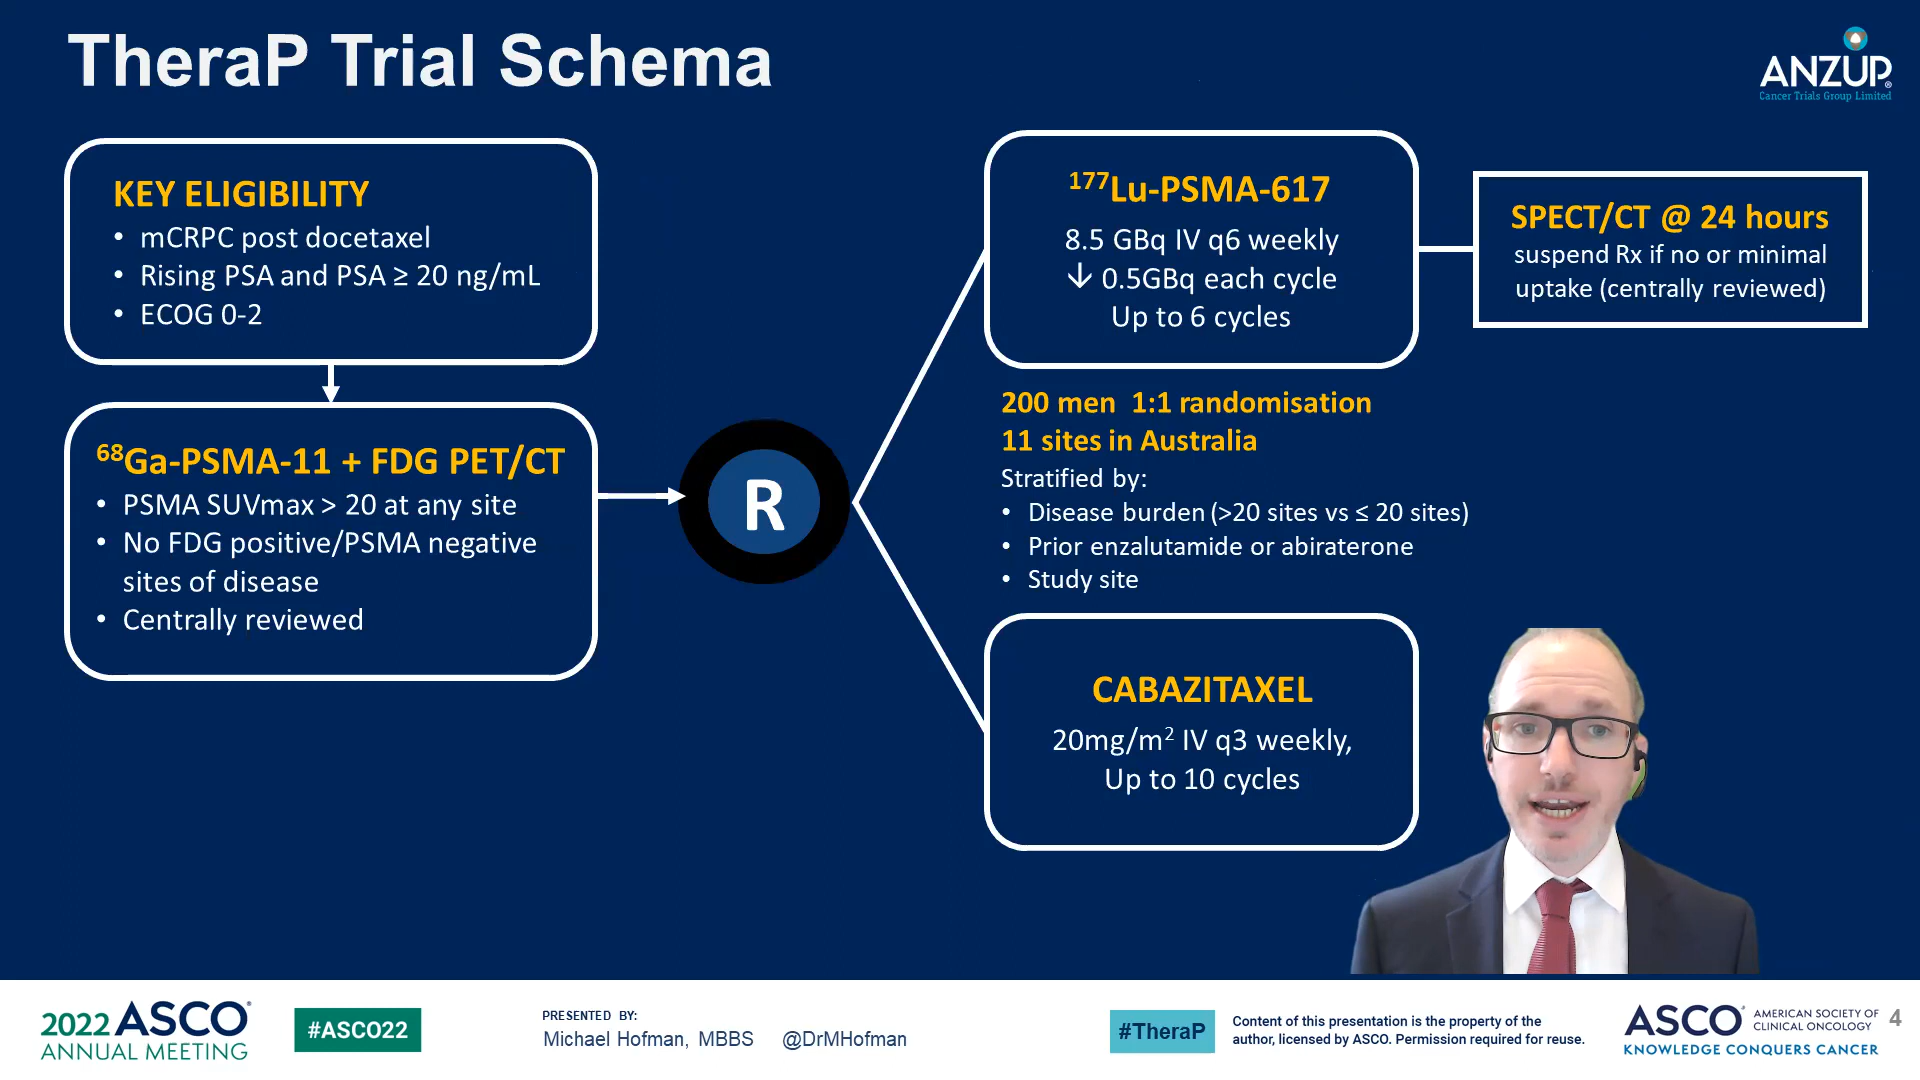 TheraP Trial Schema
ANZUP®
Cancer Trials Group Limited
KEY ELIGIBILITY
• mCRPC post docetaxel
• Rising PSA and PSA ≥ 20 ng/mL
• ECOG 0-2
⁶⁸Ga-PSMA-11 + FDG PET/CT
• PSMA SUVmax > 20 at any site
• No FDG positive/PSMA negative
sites of disease
• Centrally reviewed
R
¹⁷⁷Lu-PSMA-617
8.5 GBq IV q6 weekly
↓ 0.5GBq each cycle
Up to 6 cycles
SPECT/CT @ 24 hours
suspend Rx if no or minimal
uptake (centrally reviewed)
200 men 1:1 randomisation
11 sites in Australia
Stratified by:
• Disease burden (>20 sites vs ≤ 20 sites)
• Prior enzalutamide or abiraterone
• Study site
CABAZITAXEL
20mg/m² IV q3 weekly,
Up to 10 cycles
2022 ASCO®
ANNUAL MEETING
#ASCO22
PRESENTED BY:
Michael Hofman, MBBS @DrMHofman
#TheraP
Content of this presentation is the property of the
author, licensed by ASCO. Permission required for reuse.
ASCO® AMERICAN SOCIETY OF
CLINICAL ONCOLOGY
KNOWLEDGE CONQUERS CANCER
4